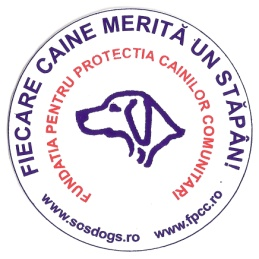 FIECARE CAINE MERITĂ UN STĂPÂN!
FUNDATIA PENTRU PROTECTIA CAINILOR COMUNITARI
www.sosdogs.ro www.fpcc.ro